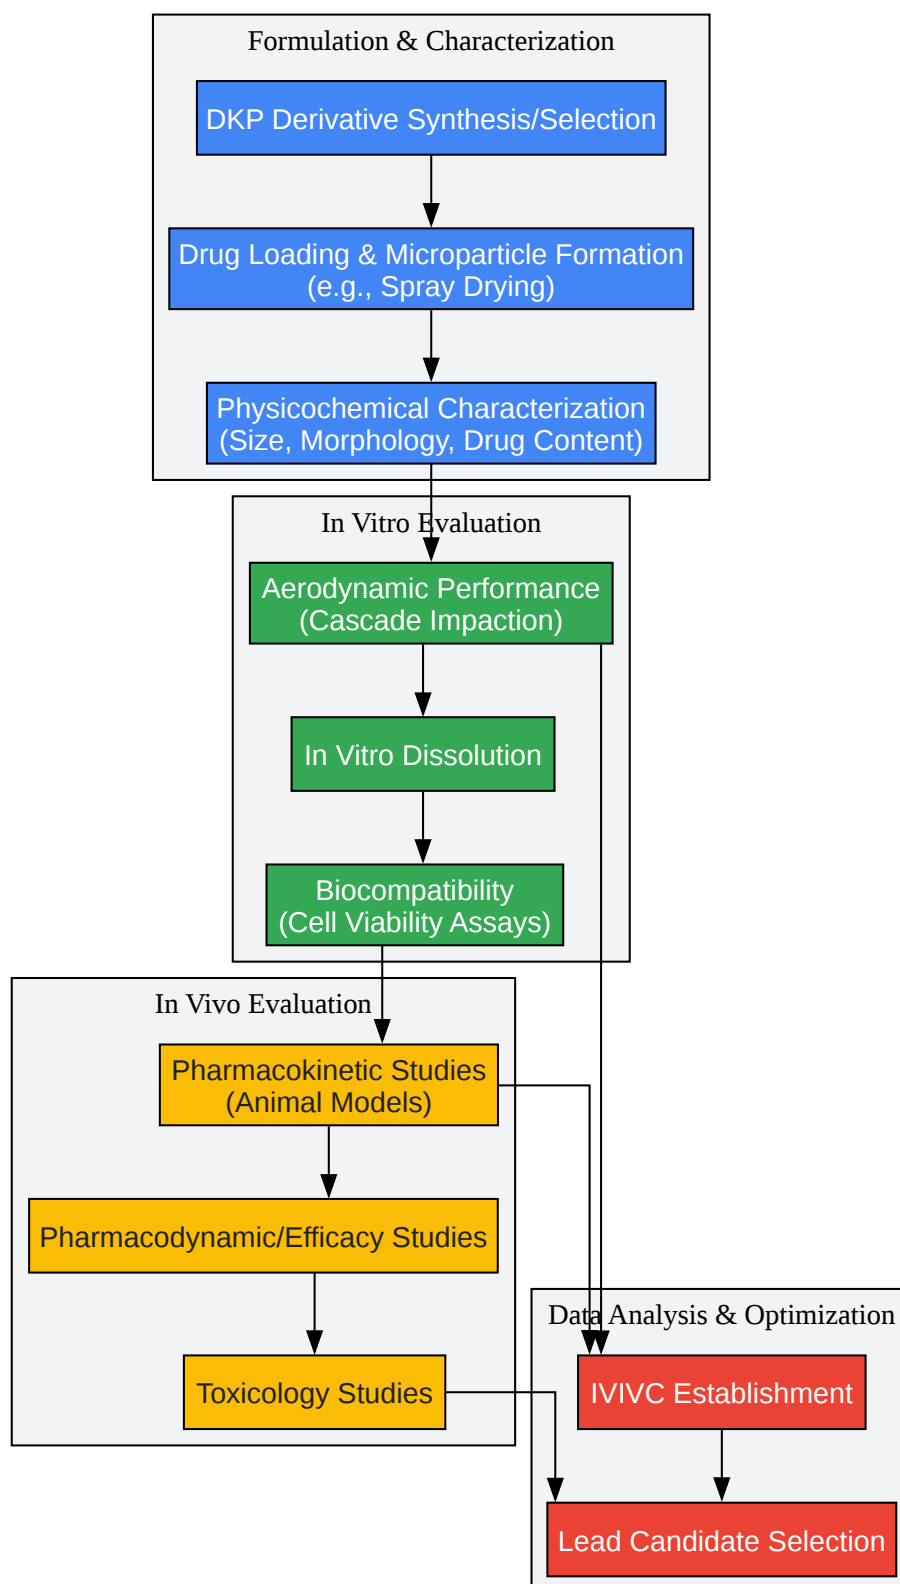 Formulation & Characterization
DKP Derivative Synthesis/Selection
Drug Loading & Microparticle Formation
(e.g., Spray Drying)
Physicochemical Characterization
(Size, Morphology, Drug Content)
In Vitro Evaluation
Aerodynamic Performance
(Cascade Impaction)
In Vitro Dissolution
Biocompatibility
(Cell Viability Assays)
In Vivo Evaluation
Pharmacokinetic Studies
(Animal Models)
Pharmacodynamic/Efficacy Studies
Toxicology Studies
Data Analysis & Optimization
IVIVC Establishment
Lead Candidate Selection